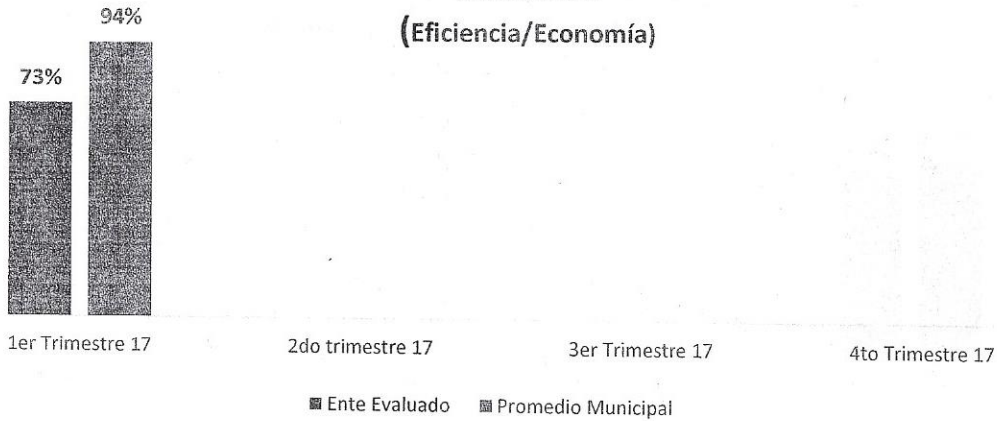 94%
(Eficiencia/Economía)
73%
1er Trimestre 17
2do trimestre 17
3er Trimestre 17
4to Trimestre 17
Ente Evaluado
Promedio Municipal